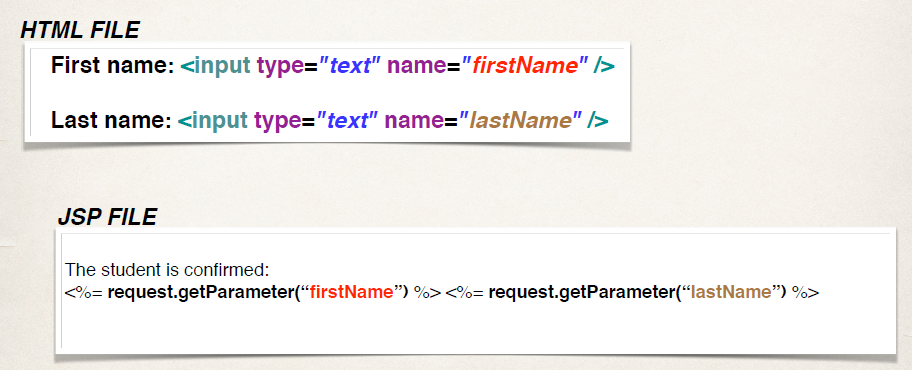 HTML FILE
First name: <input type="text" name="firstName" />
Last name: <input type="text" name="lastName" />
JSP FILE
The student is confirmed:
<%= request.getParameter(“firstName”) %> <%= request.getParameter(“lastName”) %>